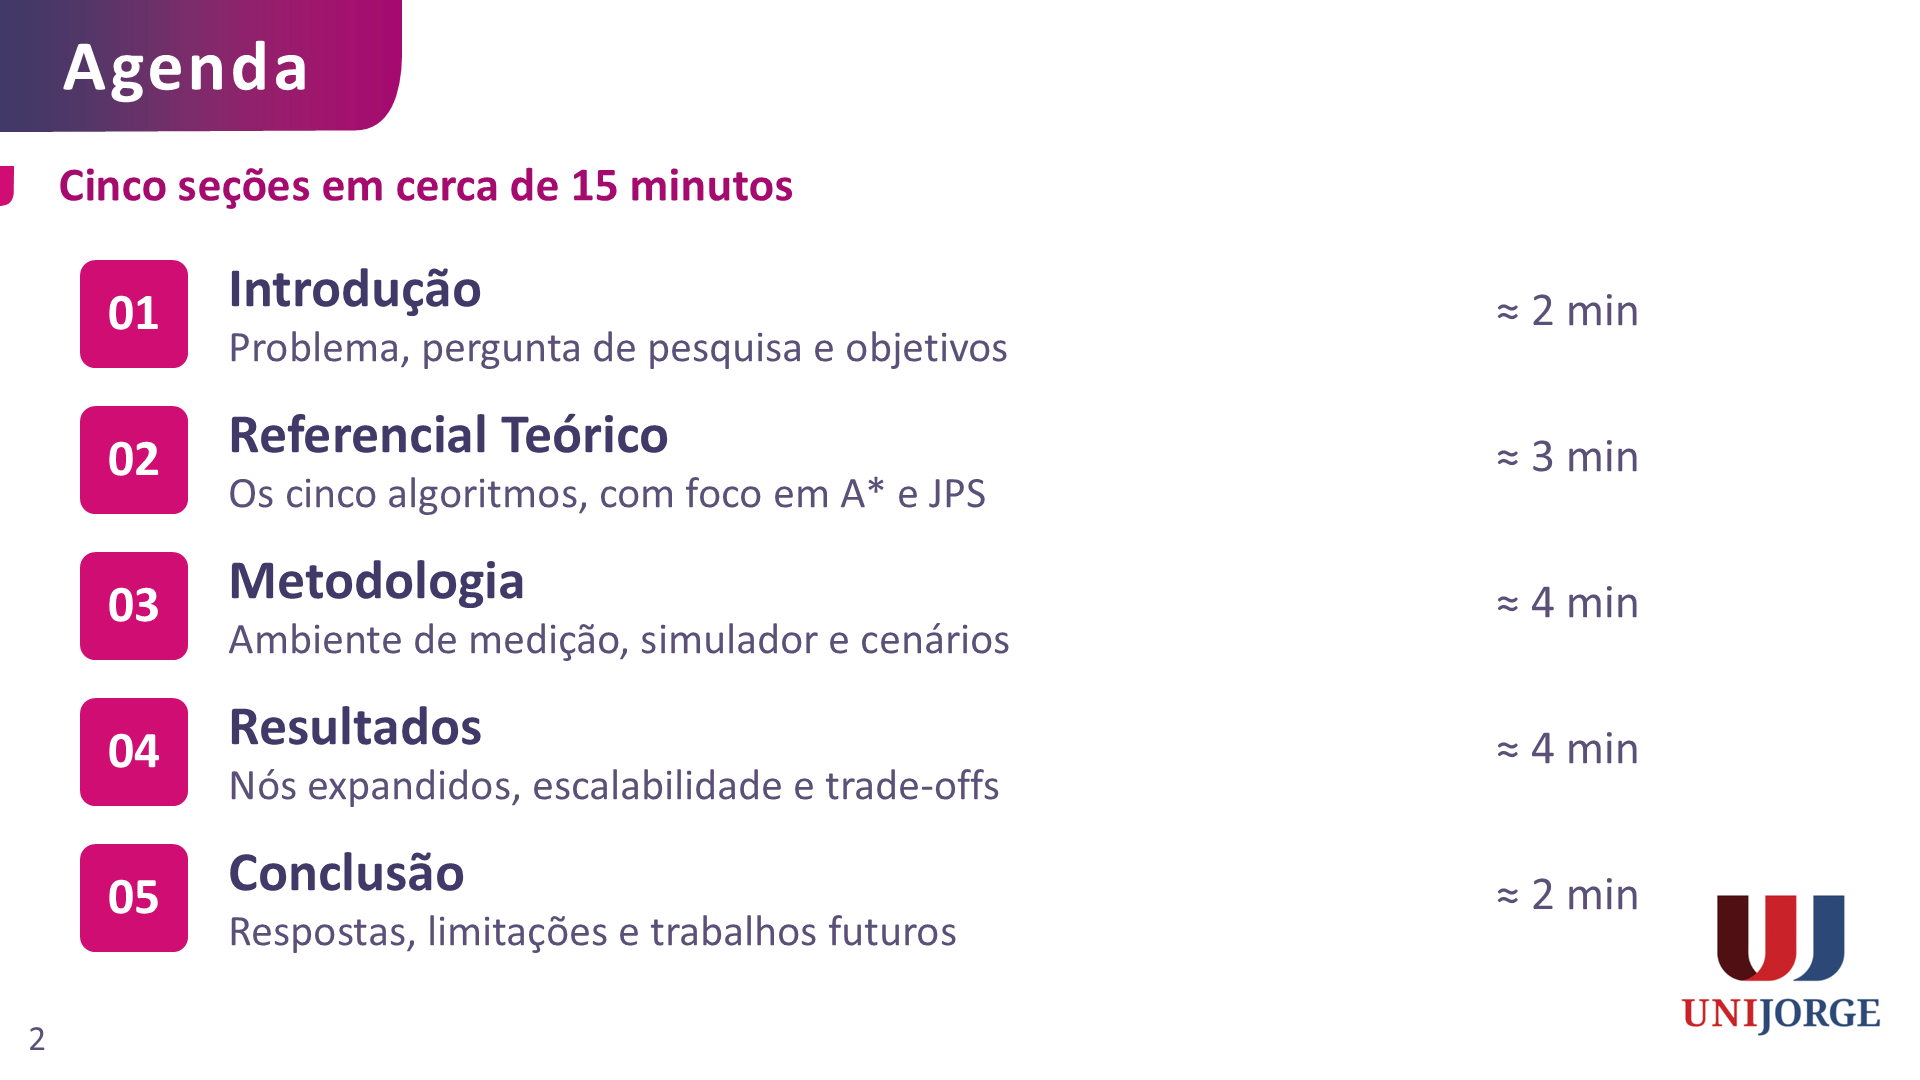 Agenda
Cinco seções em cerca de 15 minutos
01
Introdução
Problema, pergunta de pesquisa e objetivos
≈ 2 min
02
Referencial Teórico
Os cinco algoritmos, com foco em A* e JPS
≈ 3 min
03
Metodologia
Ambiente de medição, simulador e cenários
≈ 4 min
04
Resultados
Nós expandidos, escalabilidade e trade-offs
≈ 4 min
05
Conclusão
Respostas, limitações e trabalhos futuros
≈ 2 min
UNIJORGE
2